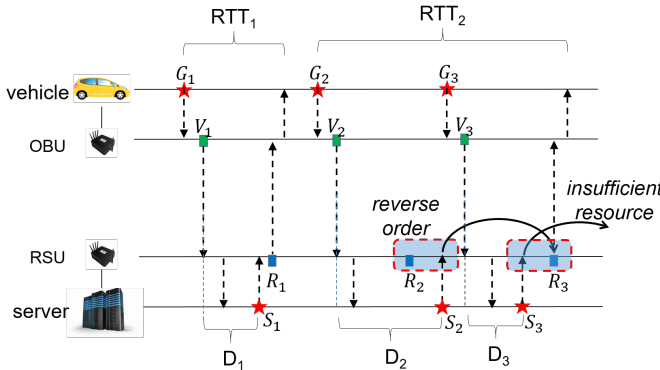 RTT₁ RTT₂
G₁ G₂ G₃
vehicle
V₁ V₂ V₃
OBU
reverse
order
insufficient
resource
RSU
R₁ R₂ R₃
server
S₁ S₂ S₃
D₁ D₂ D₃